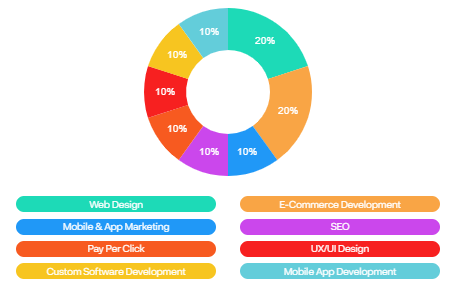 10%
20%
10%
10%
20%
10%
10%
10%
Web Design
E-Commerce Development
Mobile & App Marketing
SEO
Pay Per Click
UX/UI Design
Custom Software Development
Mobile App Development